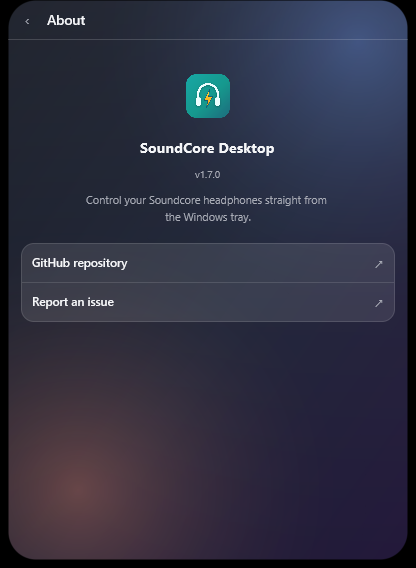 About
SoundCore Desktop
v1.7.0
Control your Soundcore headphones straight from
the Windows tray.
GitHub repository
Report an issue